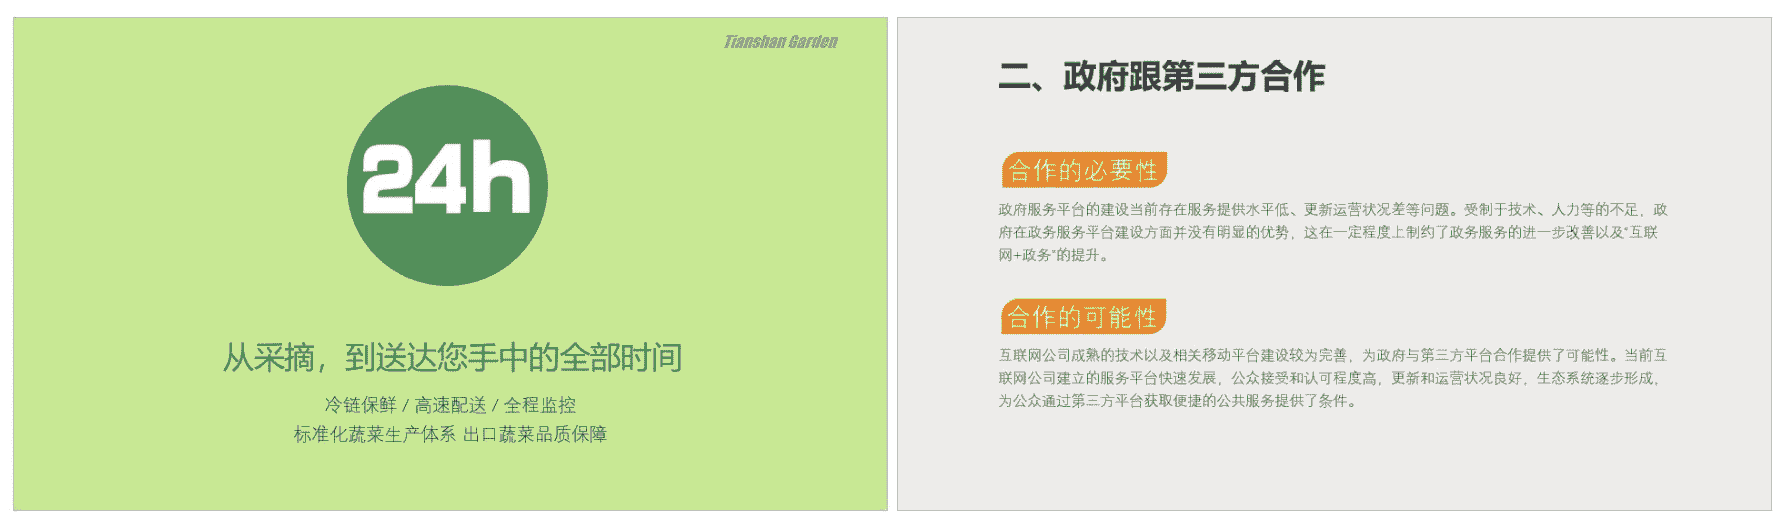 Tianshan Garden
24h
从采摘，到送达您手中的全部时间
冷链保鲜 / 高速配送 / 全程监控
标准化蔬菜生产体系 出口蔬菜品质保障
二、政府跟第三方合作
合作的必要性
政府服务平台的建设当前存在服务提供水平低、更新运营状况差等问题。受制于技术、人力等的不足，政
府在政务服务平台建设方面并没有明显的优势，这在一定程度上制约了政务服务的进一步改善以及“互联
网+政务”的提升。
合作的可能性
互联网公司成熟的技术以及相关移动平台建设较为完善，为政府与第三方平台合作提供了可能性。当前互
联网公司建立的服务平台快速发展，公众接受和认可程度高，更新和运营状况良好，生态系统逐步形成，
为公众通过第三方平台获取便捷的公共服务提供了条件。